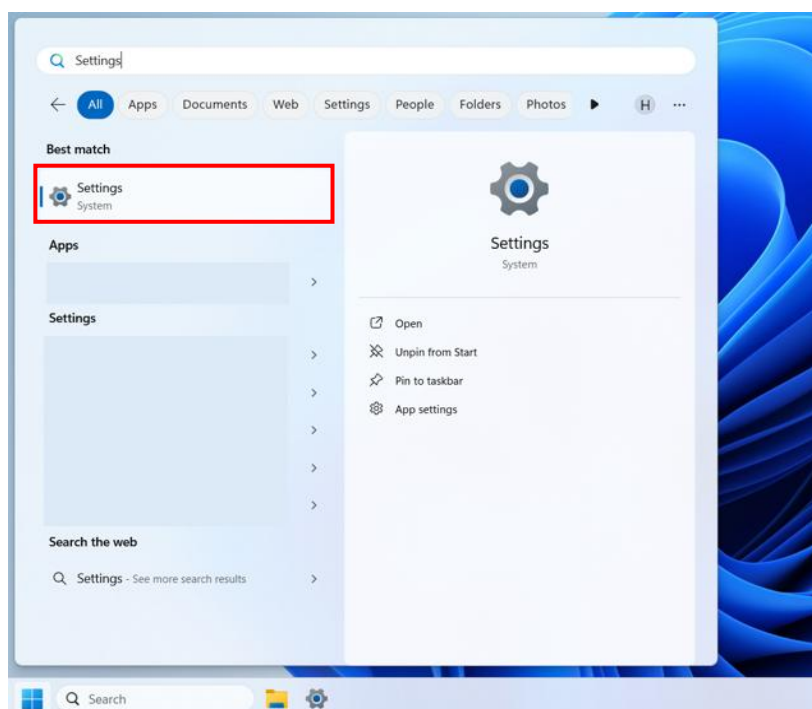 Settings
All Apps Documents Web Settings People Folders Photos H ...
Best match
Settings
System
Apps
Settings
Search the web
Settings - See more search results
Settings
System
Open
Unpin from Start
Pin to taskbar
App settings
Search